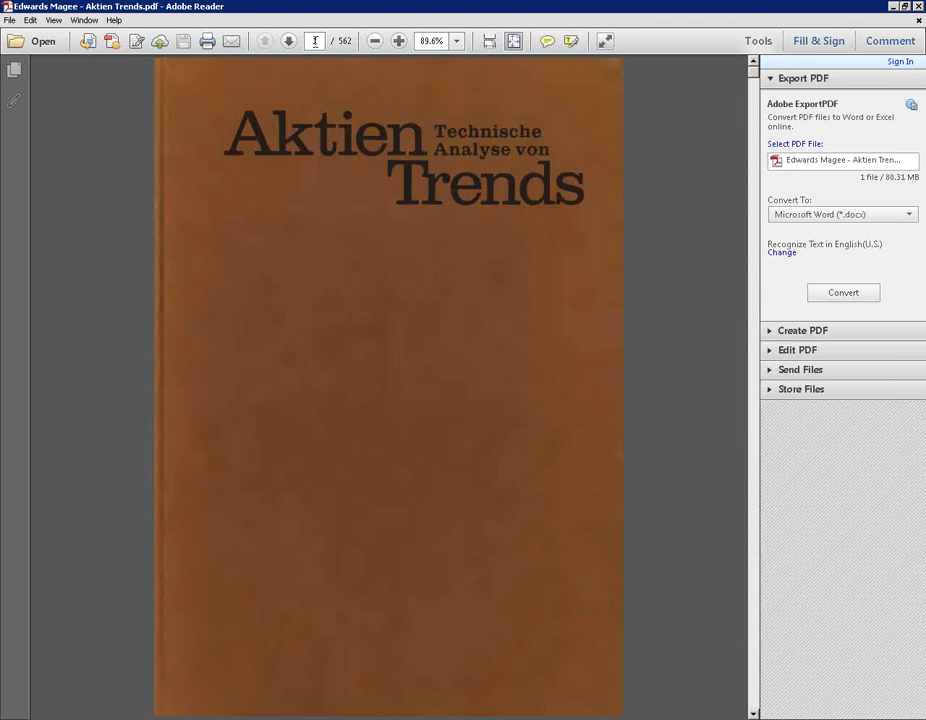 Edwards Magee - Aktien Trends.pdf - Adobe Reader
File Edit View Window Help
Open / 562 89.6% Tools Fill & Sign Comment
Sign In
Export PDF
Adobe ExportPDF
Convert PDF files to Word or Excel
online.
Select PDF File:
Edwards Magee - Aktien Tren...
1 file / 80.31 MB
Convert To:
Microsoft Word (*.docx)
Recognize Text in English(U.S.)
Change
Convert
Create PDF
Edit PDF
Send Files
Store Files
Aktien Technische
Analyse von
Trends